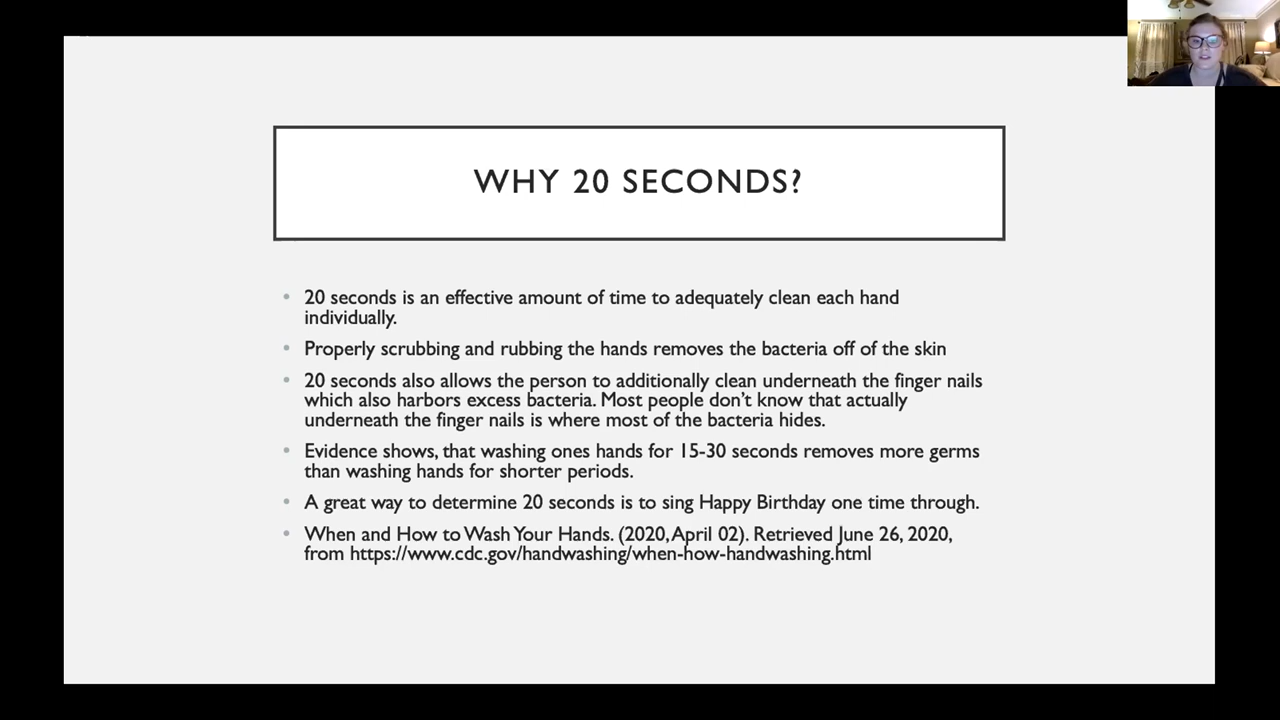 WHY 20 SECONDS?
• 20 seconds is an effective amount of time to adequately clean each hand
individually.
• Properly scrubbing and rubbing the hands removes the bacteria off of the skin
• 20 seconds also allows the person to additionally clean underneath the finger nails
which also harbors excess bacteria. Most people don’t know that actually
underneath the finger nails is where most of the bacteria hides.
• Evidence shows, that washing ones hands for 15-30 seconds removes more germs
than washing hands for shorter periods.
• A great way to determine 20 seconds is to sing Happy Birthday one time through.
• When and How to Wash Your Hands. (2020, April 02). Retrieved June 26, 2020,
from https://www.cdc.gov/handwashing/when-how-handwashing.html